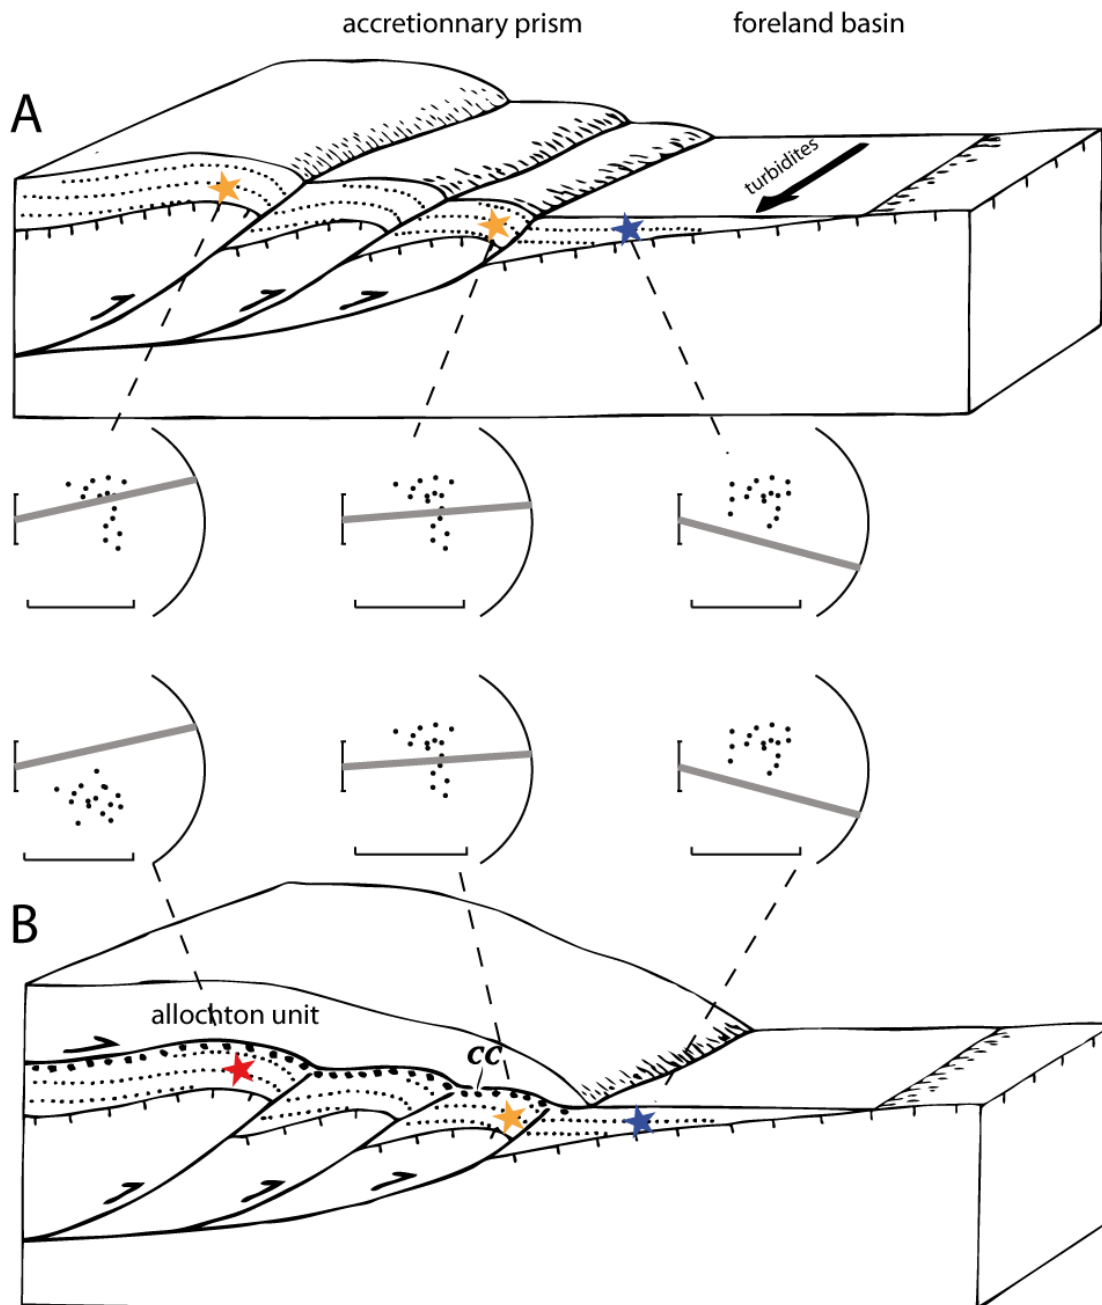 accretionnary prism
foreland basin
A
turbidites
B
allochton unit
CC